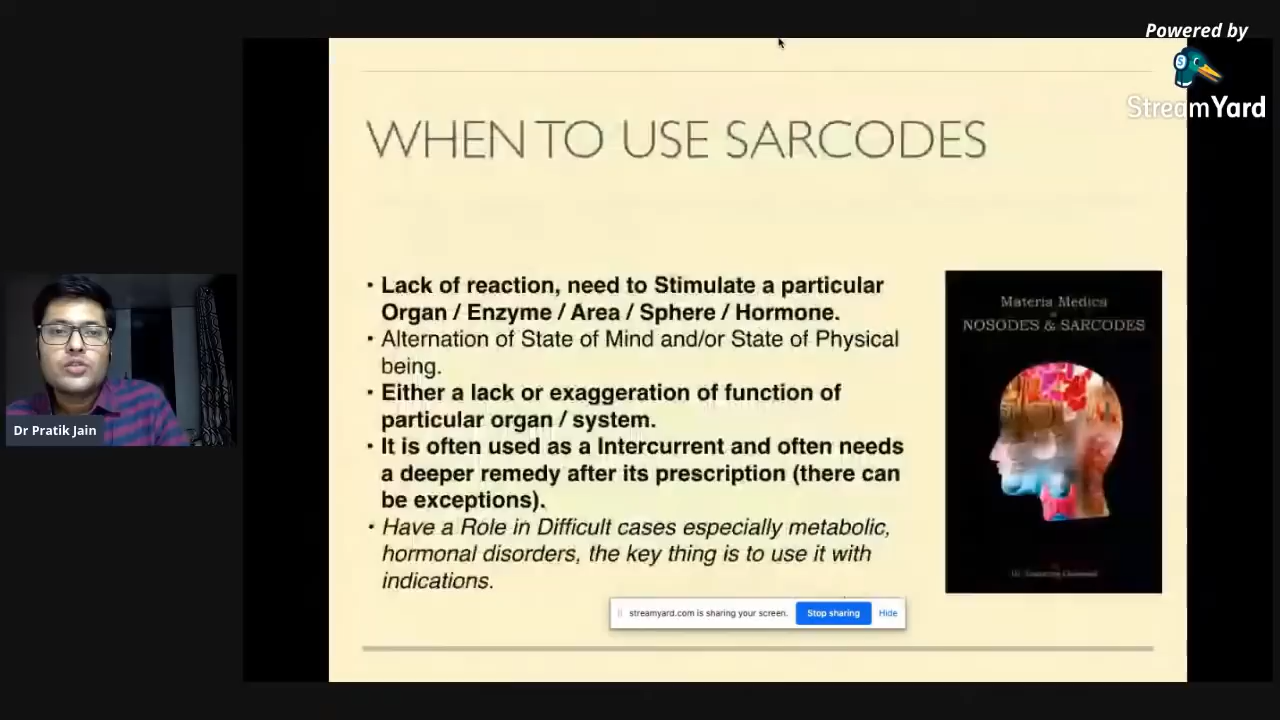 Powered by
StreamYard
WHEN TO USE SARCODES
• Lack of reaction, need to Stimulate a particular
Organ / Enzyme / Area / Sphere / Hormone.
• Alternation of State of Mind and/or State of Physical
being.
• Either a lack or exaggeration of function of
particular organ / system.
• It is often used as a Intercurrent and often needs
a deeper remedy after its prescription (there can
be exceptions).
• Have a Role in Difficult cases especially metabolic,
hormonal disorders, the key thing is to use it with
indications.
Materia Medica
NOSODES & SARCODES
Dr Pratik Jain
streamyard.com is sharing your screen.
Stop sharing
Hide